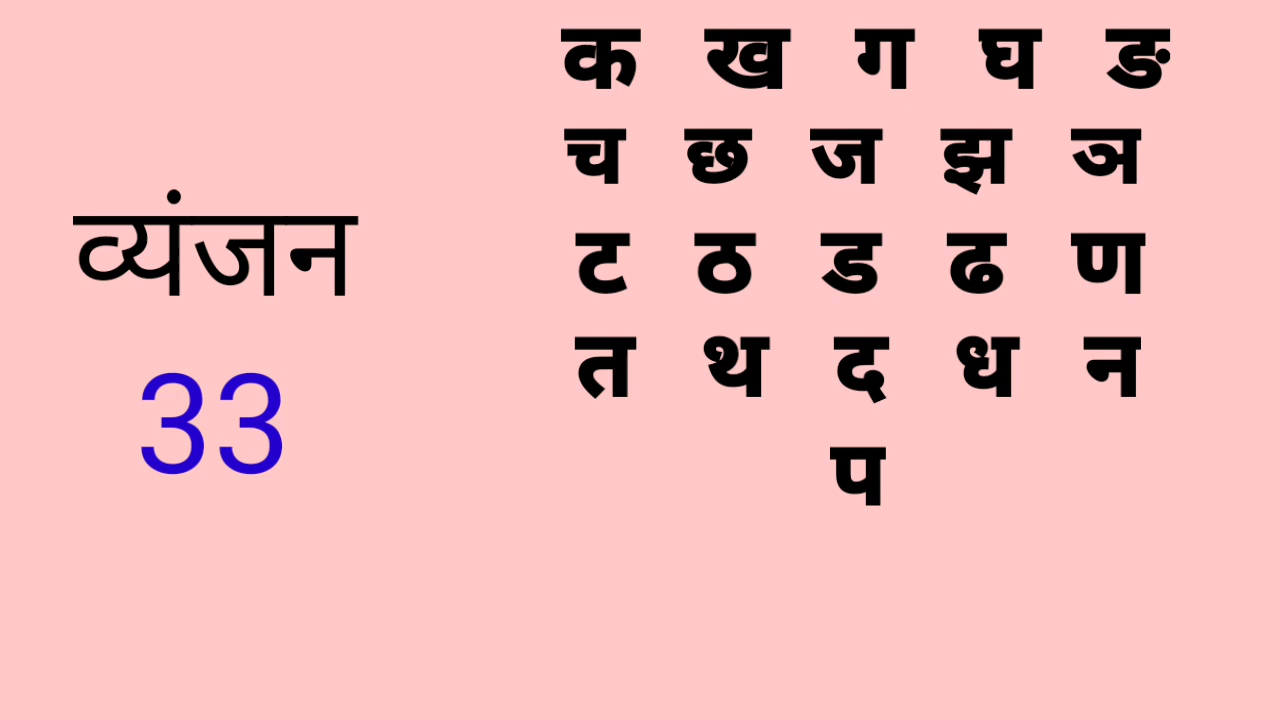 व्यंजन
33
क ख ग घ ङ
च छ ज झ ञ
ट ठ ड ढ ण
त थ द ध न
प